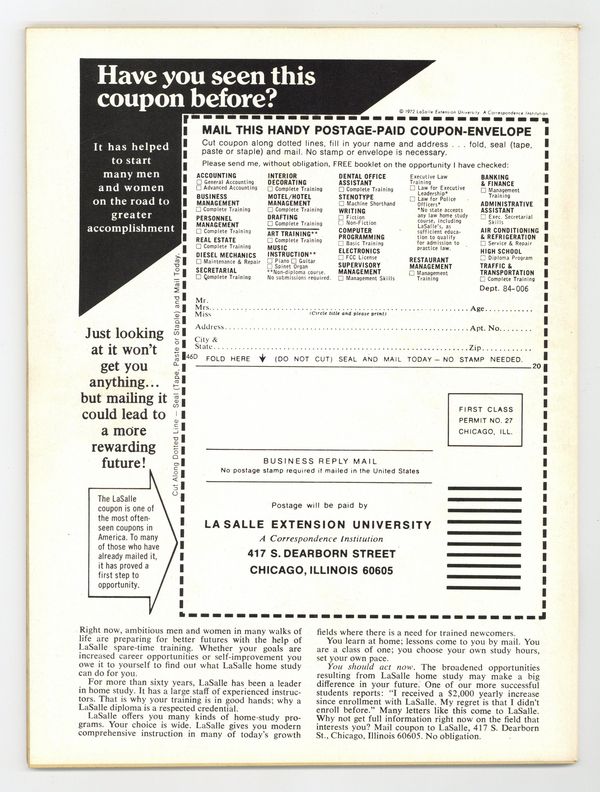 Have you seen this
coupon before?
© 1972 LaSalle Extension University A Correspondence Institution
It has helped
to start
many men
and women
on the road to
greater
accomplishment
Just looking
at it won't
get you
anything...
but mailing it
could lead to
a more
rewarding
future!
The LaSalle
coupon is one of
the most often-
seen coupons in
America. To many
of those who have
already mailed it,
it has proved a
first step to
opportunity.
Cut Along Dotted Line — Seal (Tape, Paste or Staple) and Mail Today.
MAIL THIS HANDY POSTAGE-PAID COUPON-ENVELOPE
Cut coupon along dotted lines, fill in your name and address . . . fold, seal (tape,
paste or staple) and mail. No stamp or envelope is necessary.
Please send me, without obligation, FREE booklet on the opportunity I have checked:
ACCOUNTING
☐ General Accounting
☐ Advanced Accounting
BUSINESS
MANAGEMENT
☐ Complete Training
PERSONNEL
MANAGEMENT
☐ Complete Training
REAL ESTATE
☐ Complete Training
DIESEL MECHANICS
☐ Maintenance & Repair
SECRETARIAL
☐ Complete Training
INTERIOR
DECORATING
☐ Complete Training
MOTEL/HOTEL
MANAGEMENT
☐ Complete Training
DRAFTING
☐ Complete Training
ART TRAINING**
☐ Complete Training
MUSIC
INSTRUCTION**
☐ Piano ☐ Guitar
☐ Spinet Organ
**Non-diploma course.
No submissions required.
DENTAL OFFICE
ASSISTANT
☐ Complete Training
STENOTYPE
☐ Machine Shorthand
WRITING
☐ Fiction
☐ Non-Fiction
COMPUTER
PROGRAMMING
☐ Basic Training
ELECTRONICS
☐ FCC License
SUPERVISORY
MANAGEMENT
☐ Management Skills
Executive Law
Training
☐ Law for Executive
Leadership*
☐ Law for Police
Officers*
*No state accepts
any law home study
course, including
LaSalle's, as
sufficient educa-
tion to qualify
for admission to
practice law.
RESTAURANT
MANAGEMENT
☐ Management
Training
BANKING
& FINANCE
☐ Management
Training
ADMINISTRATIVE
ASSISTANT
☐ Exec. Secretarial
Skills
AIR CONDITIONING
& REFRIGERATION
☐ Service & Repair
HIGH SCHOOL
☐ Diploma Program
TRAFFIC &
TRANSPORTATION
☐ Complete Training
Dept. 84-006
Mr.
Mrs. Age
Miss (Circle title and please print)
Address Apt. No.
City &
State Zip
46D FOLD HERE ↓ (DO NOT CUT) SEAL AND MAIL TODAY — NO STAMP NEEDED.
20
FIRST CLASS
PERMIT NO. 27
CHICAGO, ILL.
BUSINESS REPLY MAIL
No postage stamp required if mailed in the United States
Postage will be paid by
LA SALLE EXTENSION UNIVERSITY
A Correspondence Institution
417 S. DEARBORN STREET
CHICAGO, ILLINOIS 60605
Right now, ambitious men and women in many walks of
life are preparing for better futures with the help of
LaSalle spare-time training. Whether your goals are
increased career opportunities or self-improvement you
owe it to yourself to find out what LaSalle home study
can do for you.
For more than sixty years, LaSalle has been a leader
in home study. It has a large staff of experienced instruc-
tors. That is why your training is in good hands; why a
LaSalle diploma is a respected credential.
LaSalle offers you many kinds of home-study pro-
grams. Your choice is wide. LaSalle gives you modern
comprehensive instruction in many of today's growth
fields where there is a need for trained newcomers.
You learn at home; lessons come to you by mail. You
are a class of one; you choose your own study hours,
set your own pace.
You should act now. The broadened opportunities
resulting from LaSalle home study may make a big
difference in your future. One of our more successful
students reports: "I received a $2,000 yearly increase
since enrollment with LaSalle. My regret is that I didn't
enroll before." Many letters like this come to LaSalle.
Why not get full information right now on the field that
interests you? Mail coupon to LaSalle, 417 S. Dearborn
St., Chicago, Illinois 60605. No obligation.